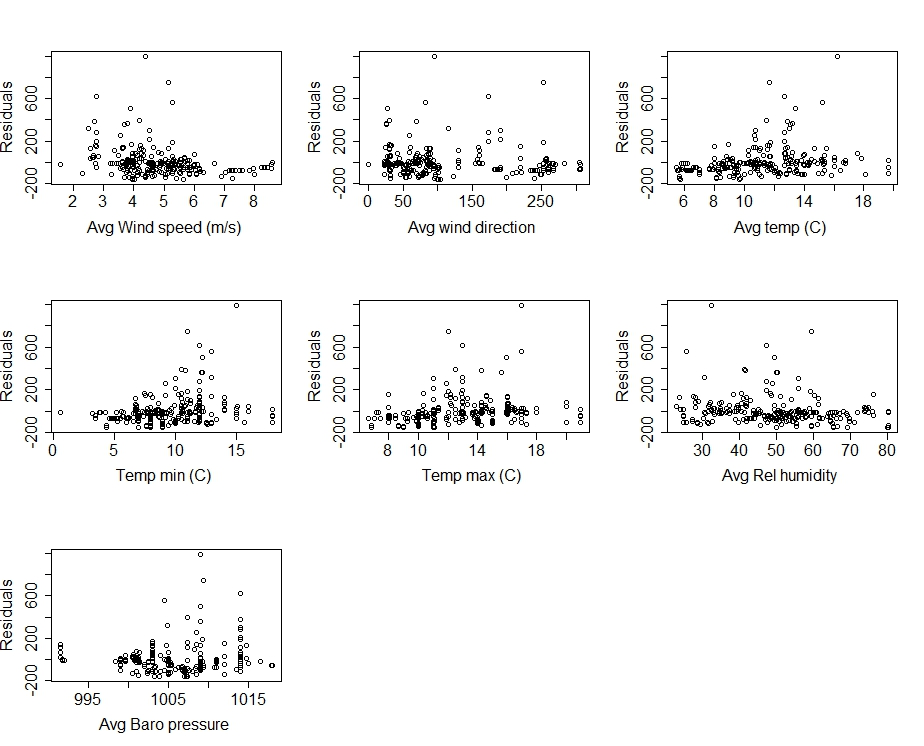 Residuals
-200 200 600
2 3 4 5 6 7 8
Avg Wind speed (m/s)
Residuals
-200 200 600
0 50 150 250
Avg wind direction
Residuals
-200 200 600
6 8 10 14 18
Avg temp (C)
Residuals
-200 200 600
0 5 10 15
Temp min (C)
Residuals
-200 200 600
8 10 14 18
Temp max (C)
Residuals
-200 200 600
30 40 50 60 70 80
Avg Rel humidity
Residuals
-200 200 600
995 1005 1015
Avg Baro pressure